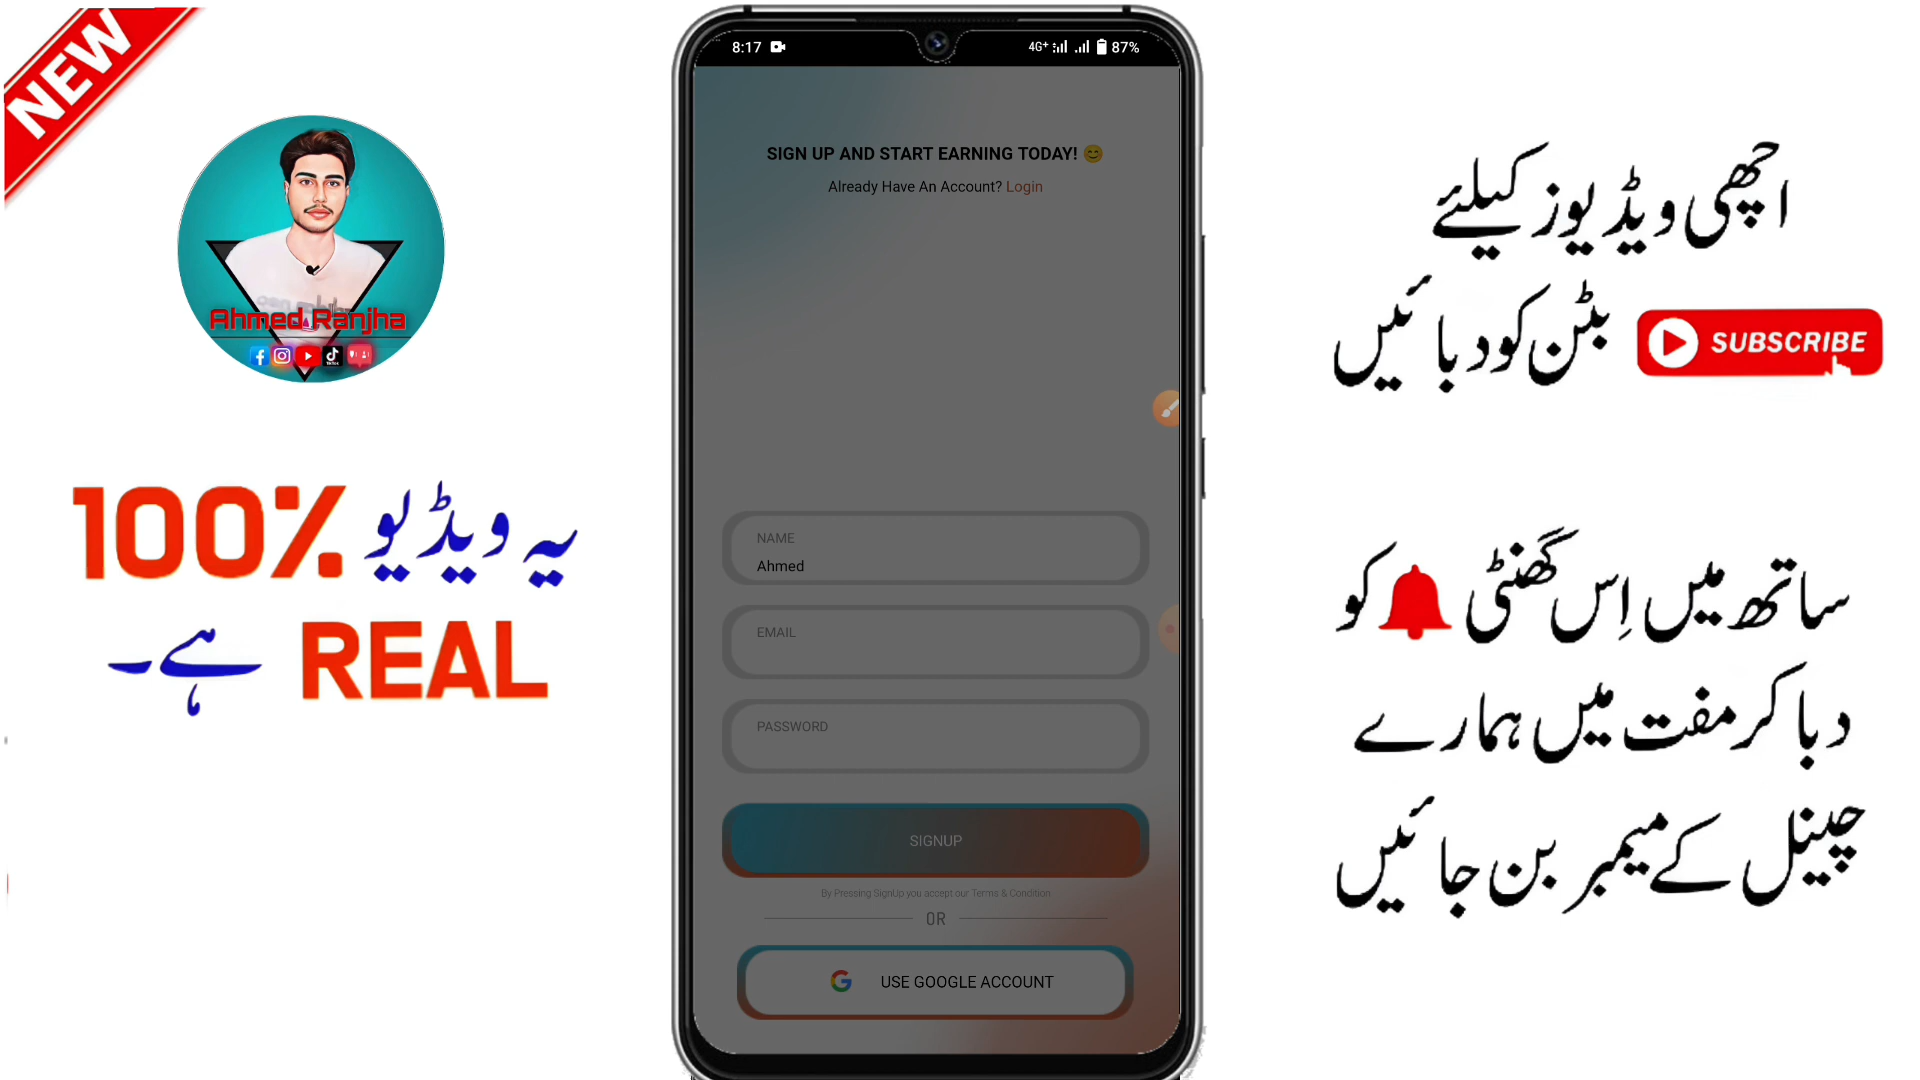 NEW
Ahmed Ranjha
یہ ویڈیو 100%
REAL ہے۔
8:17
4G+ 87%
SIGN UP AND START EARNING TODAY! 😊
Already Have An Account? Login
NAME
Ahmed
EMAIL
PASSWORD
SIGNUP
By Pressing SignUp you accept our Terms & Condition
OR
USE GOOGLE ACCOUNT
اچھی ویڈیوز کیلئے
بٹن کو دبائیں SUBSCRIBE
ساتھ میں اِس گھنٹی کو
دبا کر مفت میں ہمارے
چینل کے میمبر بن جائیں